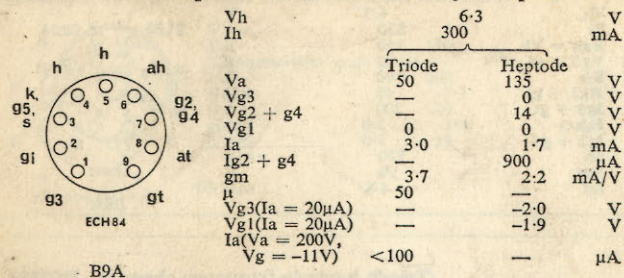 Vh 6·3 V
Ih 300 mA
Triode Heptode
Va 50 135 V
Vg3 — 0 V
Vg2 + g4 — 14 V
Vg1 0 0 V
Ia 3·0 1·7 mA
Ig2 + g4 — 900 μA
gm 3·7 2·2 mA/V
μ 50 —
Vg3(Ia = 20μA) — –2·0 V
Vg1(Ia = 20μA) — –1·9 V
Ia(Va = 200V,
Vg = –11V) <100 — μA
h
h ah
k, g5, s
g2, g4
g1 at
g3 gt
4 5 6
3 7
2 8
1 9
ECH84
B9A